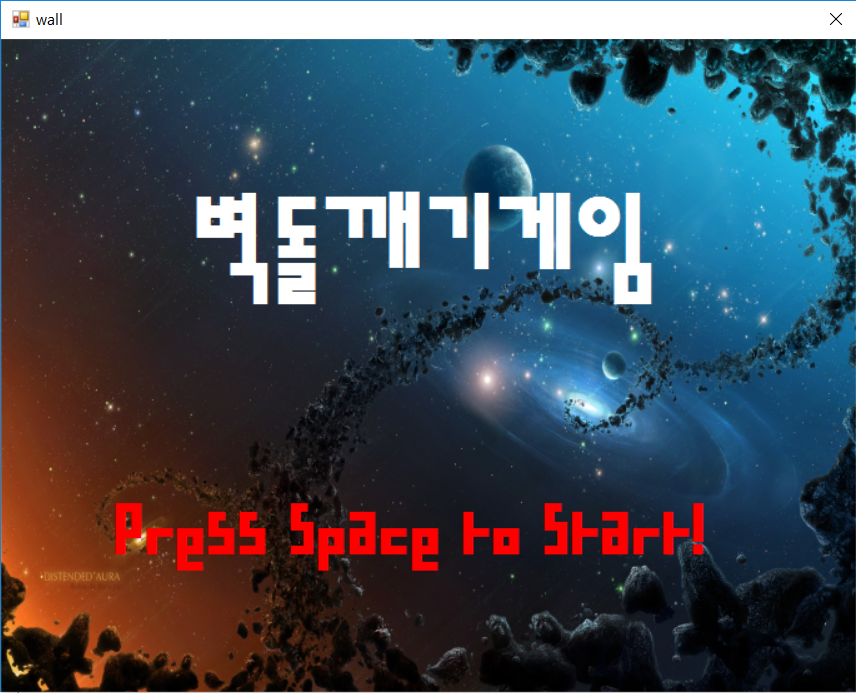 wall
벽돌깨기게임
Press Space to Start!
DISTENDED AURA